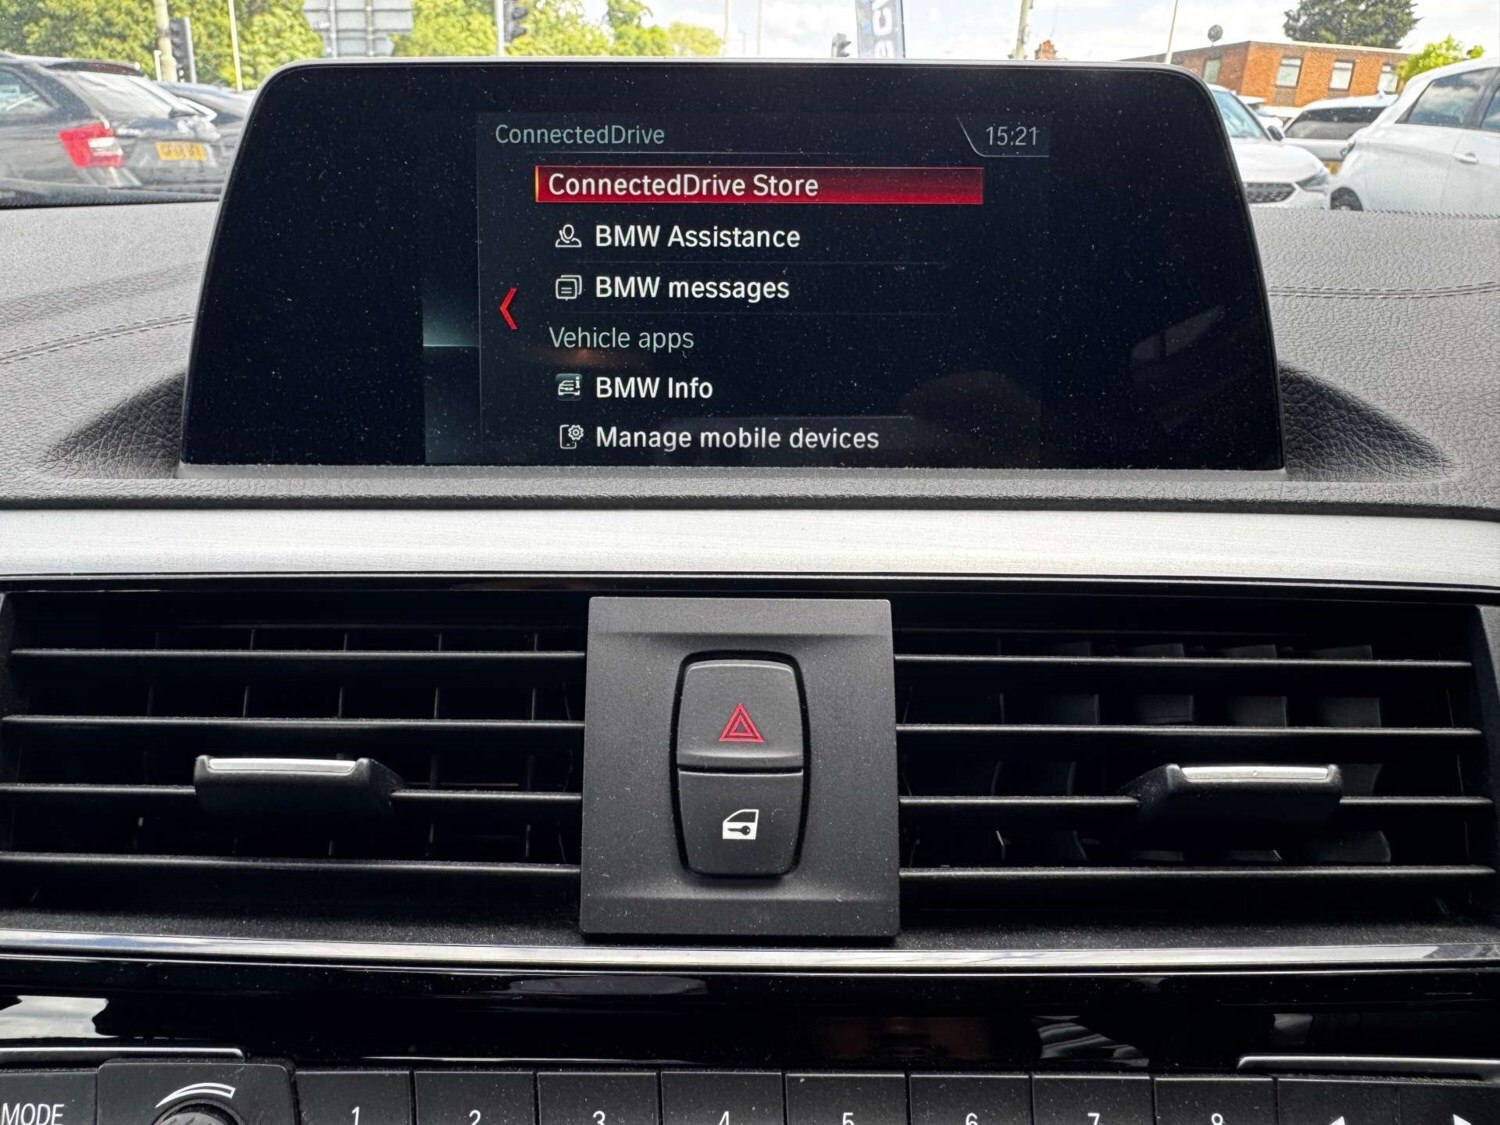 ConnectedDrive
15:21
ConnectedDrive Store
BMW Assistance
BMW messages
Vehicle apps
BMW Info
Manage mobile devices
MODE
1 2 3 4 5 6 7 8